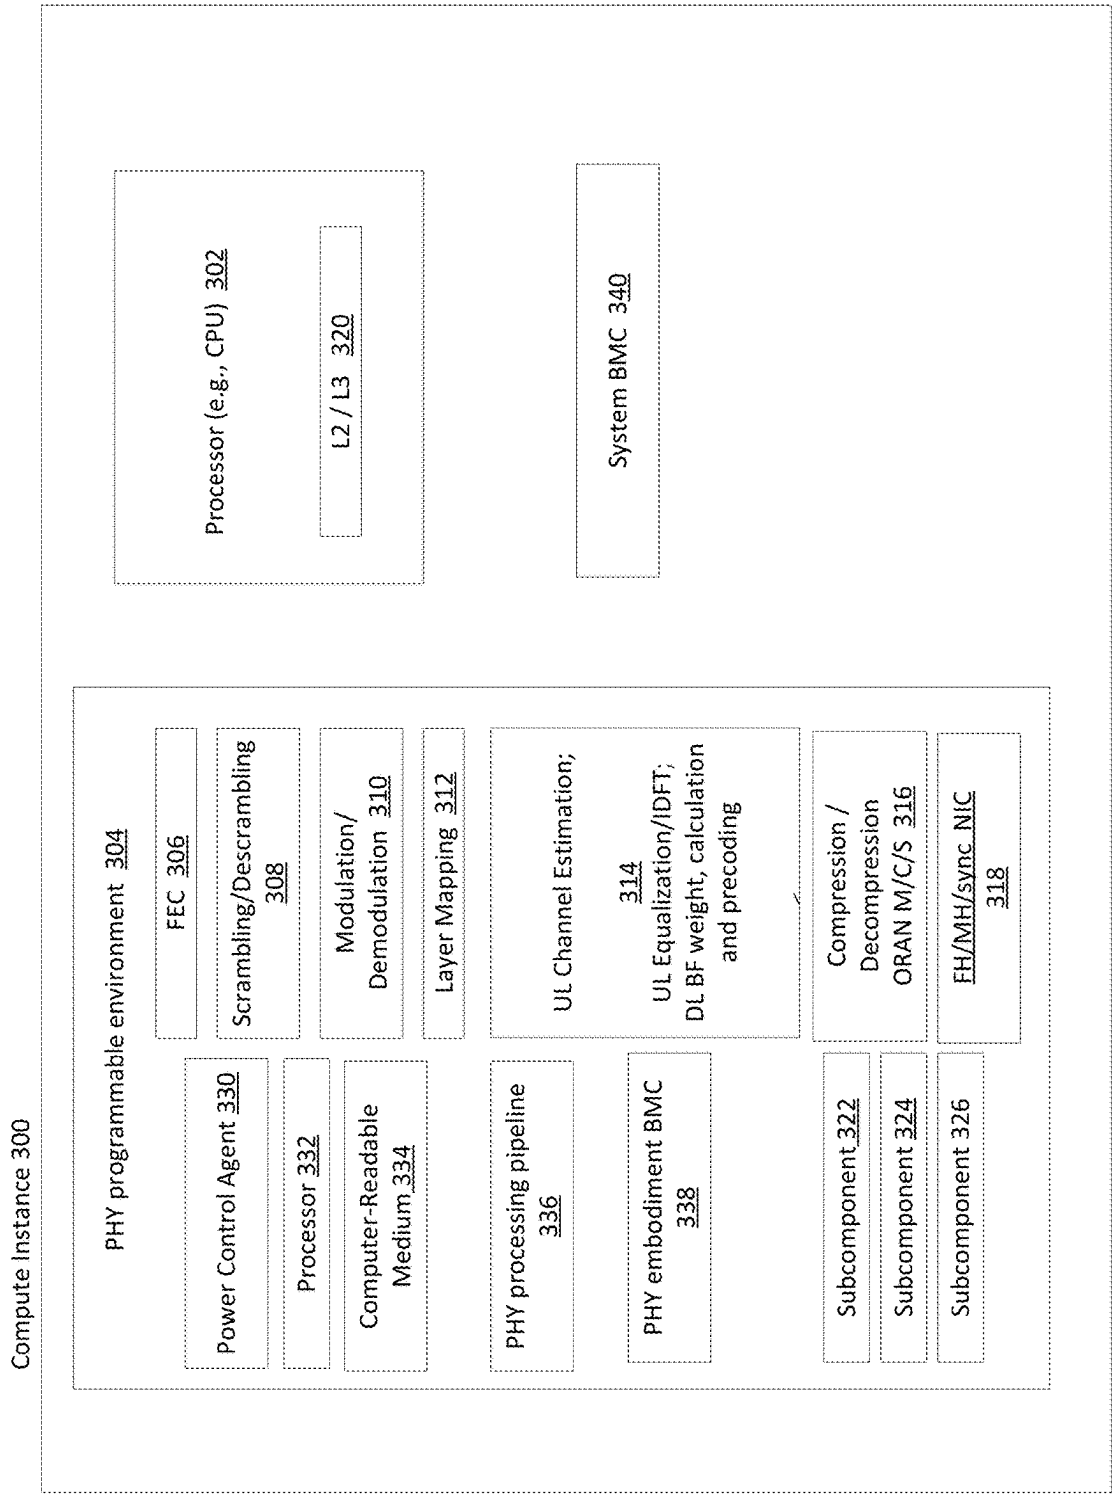 Compute Instance 300
PHY programmable environment 304
Power Control Agent 330
Processor 332
Computer-Readable
Medium 334
PHY processing pipeline
336
PHY embodiment BMC
338
Subcomponent 322
Subcomponent 324
Subcomponent 326
FEC 306
Scrambling/Descrambling
308
Modulation/
Demodulation 310
Layer Mapping 312
UL Channel Estimation;
314
UL Equalization/IDFT;
DL BF weight, calculation
and precoding
Compression /
Decompression
ORAN M/C/S 316
FH/MH/sync NIC
318
Processor (e.g., CPU) 302
L2 / L3 320
System BMC 340